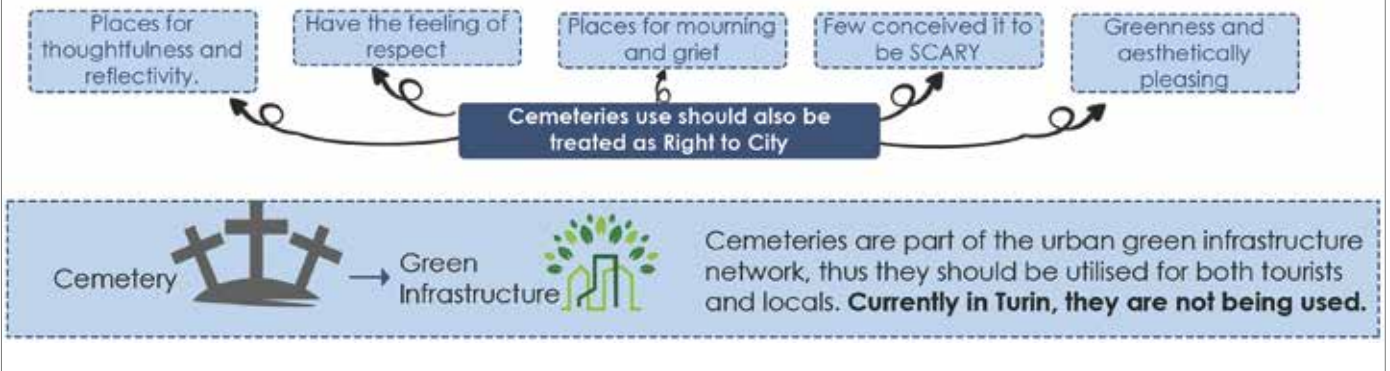 Places for
thoughtfulness and
reflectivity.
Have the feeling of
respect
Places for mourning
and grief
Few conceived it to
be SCARY
Greenness and
aesthetically
pleasing
Cemeteries use should also be
treated as Right to City
Cemetery
Green
Infrastructure
Cemeteries are part of the urban green infrastructure
network, thus they should be utilised for both tourists
and locals. Currently in Turin, they are not being used.